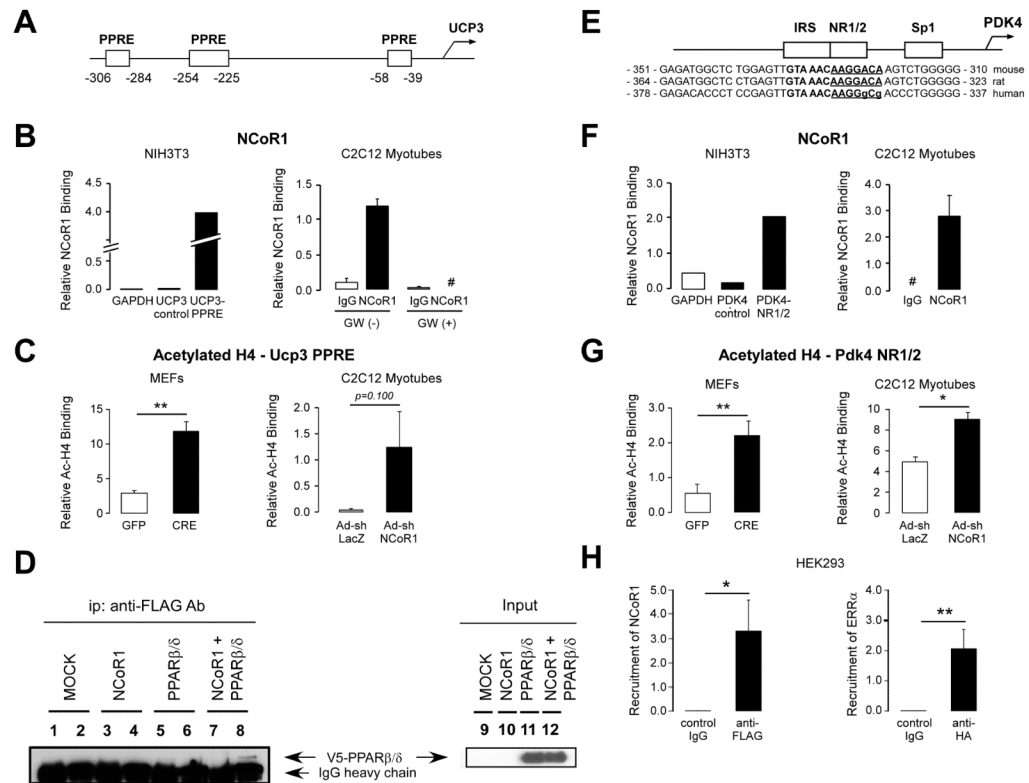 A
UCP3
PPRE PPRE PPRE
-306 -284 -254 -225 -58 -39
B
NCoR1
NIH3T3
Relative NCoR1 Binding
4.5
4.0
0.5
0.0
GAPDH UCP3 control UCP3-PPRE
C2C12 Myotubes
Relative NCoR1 Binding
1.5
1.0
0.5
0.0
#
IgG NCoR1 IgG NCoR1
GW (-) GW (+)
C
Acetylated H4 - Ucp3 PPRE
MEFs
Relative Ac-H4 Binding
15
10
5
0
**
GFP CRE
C2C12 Myotubes
Relative Ac-H4 Binding
2.0
1.5
1.0
0.5
0.0
p=0.100
Ad-sh LacZ Ad-sh NCoR1
D
ip: anti-FLAG Ab
MOCK NCoR1 PPARβ/δ NCoR1 + PPARβ/δ
1 2 3 4 5 6 7 8
Input
MOCK NCoR1 PPARβ/δ NCoR1 + PPARβ/δ
9 10 11 12
V5-PPARβ/δ
IgG heavy chain
E
PDK4
IRS NR1/2 Sp1
- 351 - GAGATGGCTC TGGAGTTGTAAACAAGGACA AGTCTGGGGG - 310 mouse
- 364 - GAGATGGCTC CTGAGTTGTAAACAAGGACA AGTCTGGGGG - 323 rat
- 378 - GAGACACCCT CCGAGTTGTAAACAAGGgCg ACCCTGGGGG - 337 human
F
NCoR1
NIH3T3
Relative NCoR1 Binding
3.0
2.0
1.0
0.0
GAPDH PDK4 control PDK4-NR1/2
C2C12 Myotubes
Relative NCoR1 Binding
4.0
3.0
2.0
1.0
0.0
#
IgG NCoR1
G
Acetylated H4 - Pdk4 NR1/2
MEFs
Relative Ac-H4 Binding
3.0
2.0
1.0
0.0
**
GFP CRE
C2C12 Myotubes
Relative Ac-H4 Binding
10
8
6
4
2
0
*
Ad-sh LacZ Ad-sh NCoR1
H
HEK293
Recruitment of NCoR1
5.0
4.0
3.0
2.0
1.0
0.0
*
control IgG anti-FLAG
Recruitment of ERRα
4.0
3.0
2.0
1.0
0.0
**
control IgG anti-HA